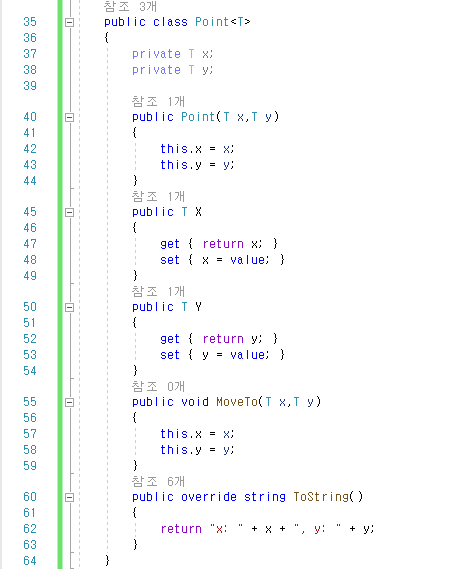 참조 3개
35 public class Point<T>
36 {
37 private T x;
38 private T y;
39
참조 1개
40 public Point(T x,T y)
41 {
42 this.x = x;
43 this.y = y;
44 }
참조 1개
45 public T X
46 {
47 get { return x; }
48 set { x = value; }
49 }
참조 1개
50 public T Y
51 {
52 get { return y; }
53 set { y = value; }
54 }
참조 0개
55 public void MoveTo(T x,T y)
56 {
57 this.x = x;
58 this.y = y;
59 }
참조 6개
60 public override string ToString()
61 {
62 return "x: " + x + ", y: " + y;
63 }
64 }